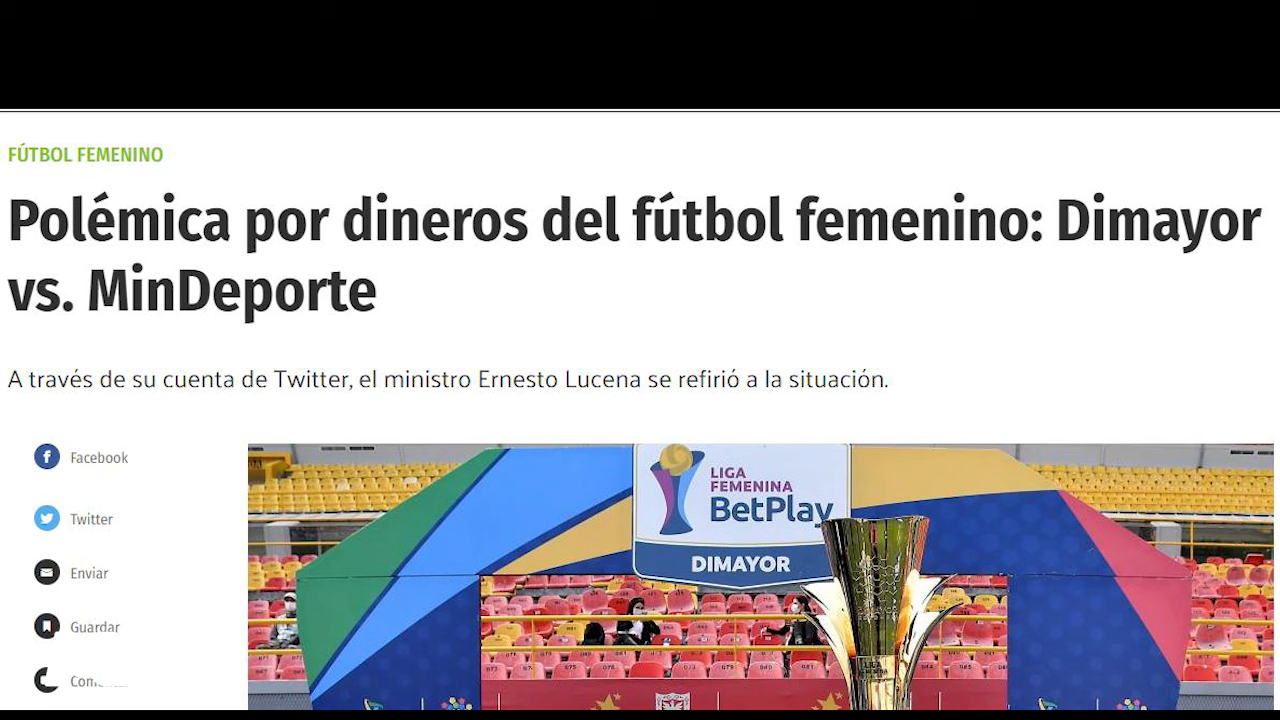 FÚTBOL FEMENINO
Polémica por dineros del fútbol femenino: Dimayor
vs. MinDeporte
A través de su cuenta de Twitter, el ministro Ernesto Lucena se refirió a la situación.
Facebook
Twitter
Enviar
Guardar
LIGA
FEMENINA
BetPlay
DIMAYOR